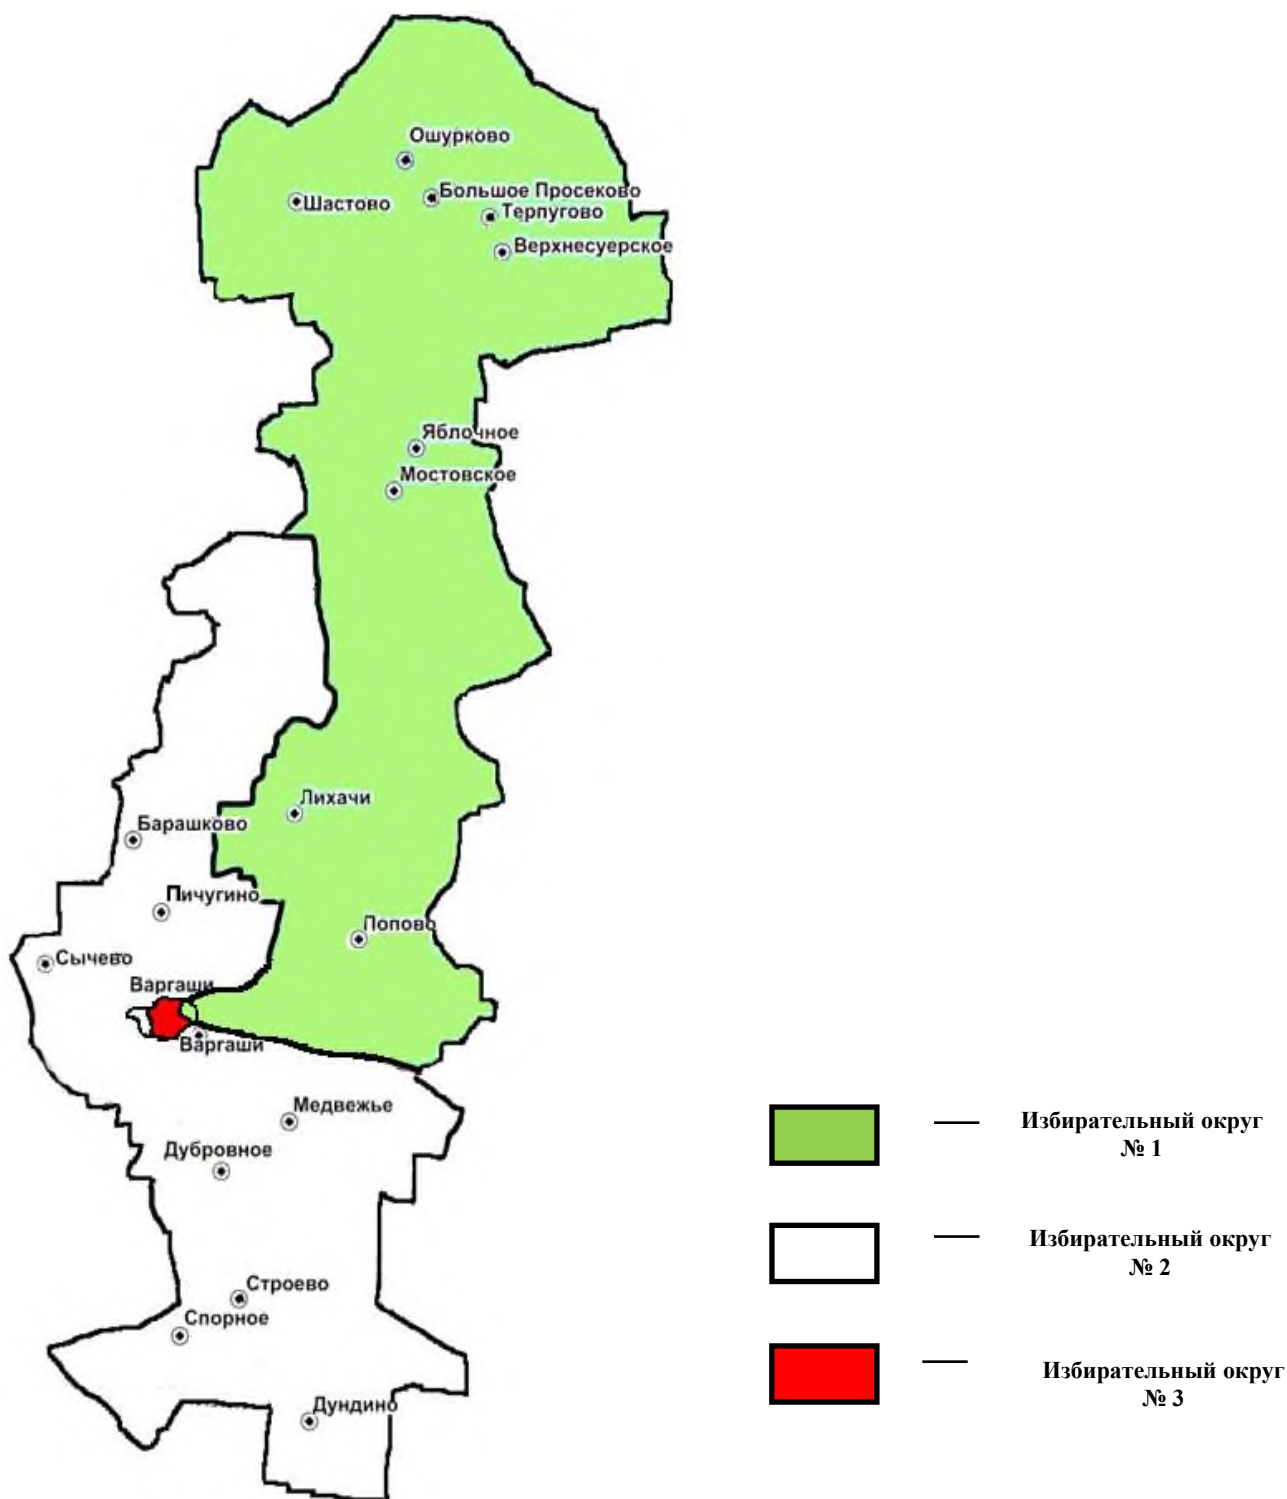 Ошурково
Большое Просеково
Шастово
Терпугово
Верхнесуерское
Яблочное
Мостовское
Лихачи
Барашково
Пичугино
Попово
Сычево
Варгаши
Варгаши
Медвежье
Дубровное
Строево
Спорное
Дундино
— Избирательный округ
№ 1
— Избирательный округ
№ 2
— Избирательный округ
№ 3